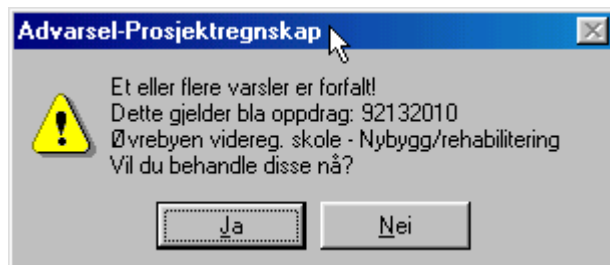 Advarsel-Prosjektregnskap
Et eller flere varsler er forfalt!
Dette gjelder bla oppdrag: 92132010
Øvrebyen videreg. skole - Nybygg/rehabilitering
Vil du behandle disse nå?
Ja
Nei